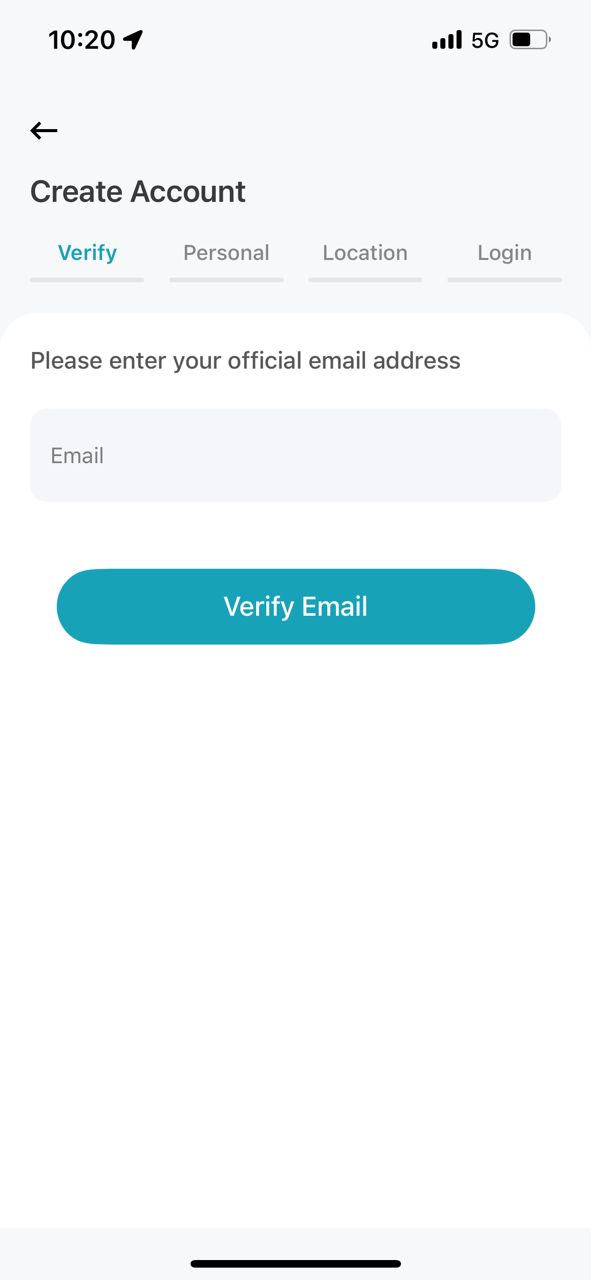 10:20 5G
Create Account
Verify Personal Location Login
Please enter your official email address
Email
Verify Email